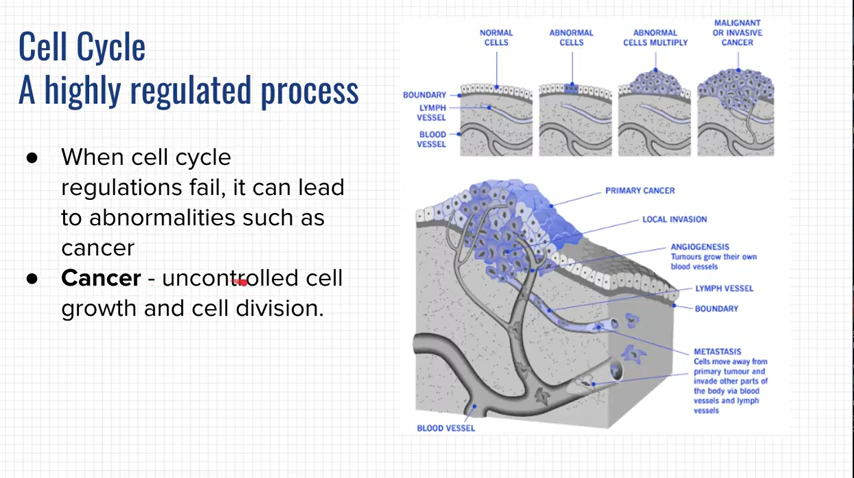 Cell Cycle
A highly regulated process
● When cell cycle
regulations fail, it can lead
to abnormalities such as
cancer
● Cancer - uncontrolled cell
growth and cell division.
NORMAL
CELLS
ABNORMAL
CELLS
ABNORMAL
CELLS MULTIPLY
MALIGNANT
OR INVASIVE
CANCER
BOUNDARY
LYMPH
VESSEL
BLOOD
VESSEL
PRIMARY CANCER
LOCAL INVASION
ANGIOGENESIS
Tumours grow their own
blood vessels
LYMPH VESSEL
BOUNDARY
METASTASIS
Cells move away from
primary tumour and
invade other parts of
the body via blood
vessels and lymph
vessels
BLOOD VESSEL